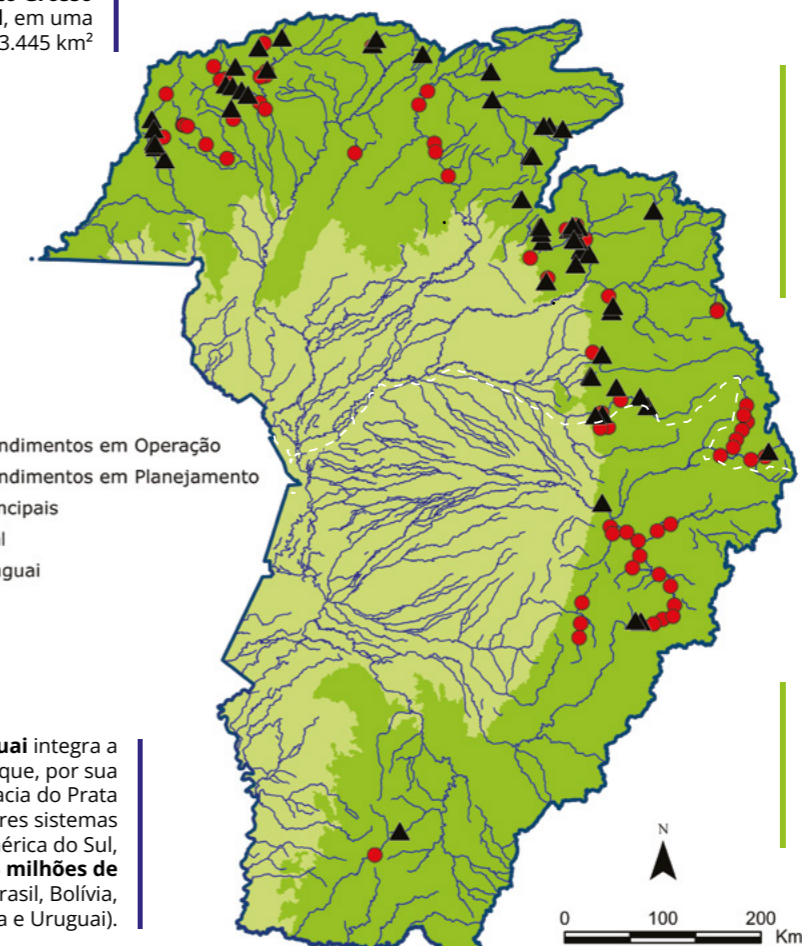 l, em uma
3.445 km²
ndimentos em Operação
ndimentos em Planejamento
ncipais
l
guai
uai integra a
que, por sua
acia do Prata
res sistemas
érica do Sul,
milhões de
rasil, Bolívia,
a e Uruguai).
N
0 100 200
Km